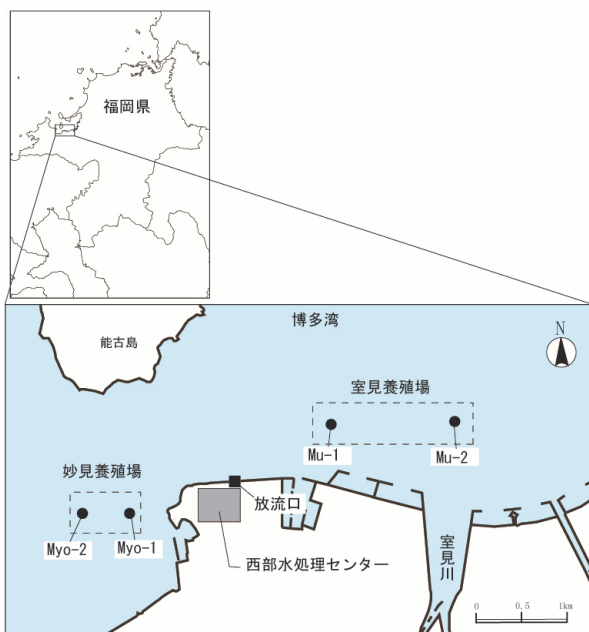 福岡県
博多湾
能古島
N
室見養殖場
Mu-1
Mu-2
妙見養殖場
放流口
Myo-2
Myo-1
西部水処理センター
室見川
0 0.5 1km